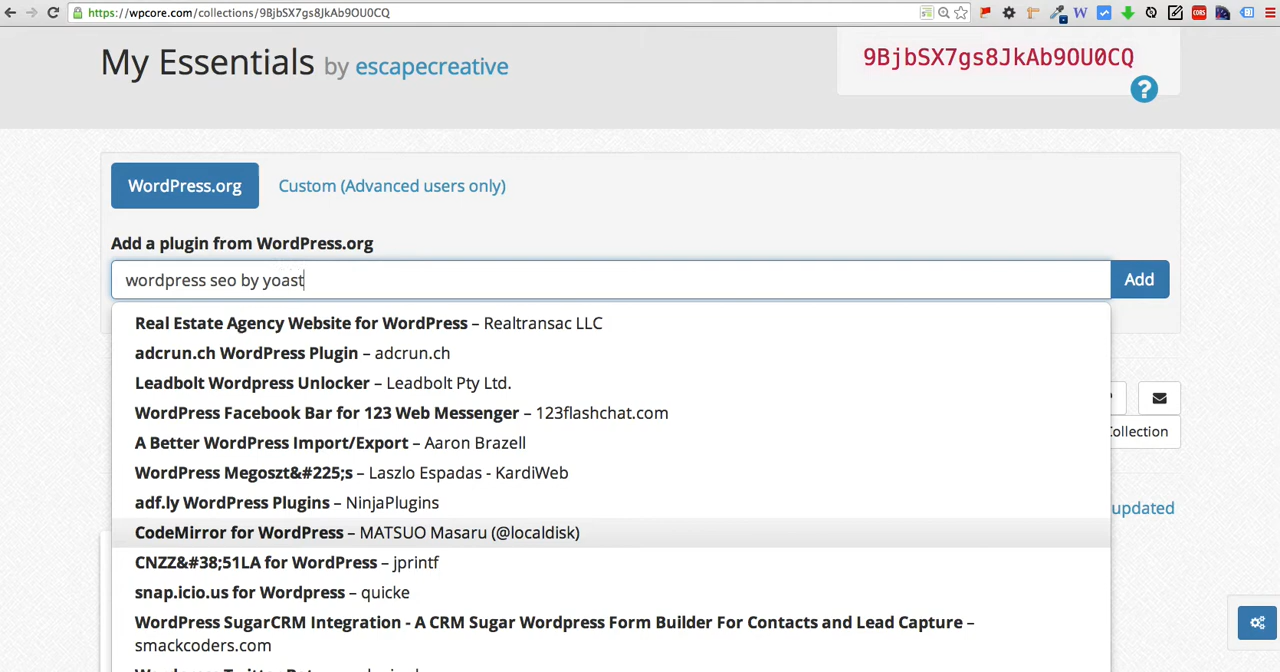 https://wpcore.com/collections/9BjbSX7gs8JkAb9OU0CQ
My Essentials by escapecreative
9BjbSX7gs8JkAb9OU0CQ
?
WordPress.org Custom (Advanced users only)
Add a plugin from WordPress.org
wordpress seo by yoast Add
Real Estate Agency Website for WordPress – Realtransac LLC
adcrun.ch WordPress Plugin – adcrun.ch
Leadbolt Wordpress Unlocker – Leadbolt Pty Ltd.
WordPress Facebook Bar for 123 Web Messenger – 123flashchat.com
A Better WordPress Import/Export – Aaron Brazell
WordPress Megoszt&#225;s – Laszlo Espadas - KardiWeb
adf.ly WordPress Plugins – NinjaPlugins
CodeMirror for WordPress – MATSUO Masaru (@localdisk)
CNZZ&#38;51LA for WordPress – jprintf
snap.icio.us for Wordpress – quicke
WordPress SugarCRM Integration - A CRM Sugar Wordpress Form Builder For Contacts and Lead Capture –
smackcoders.com
Collection
updated